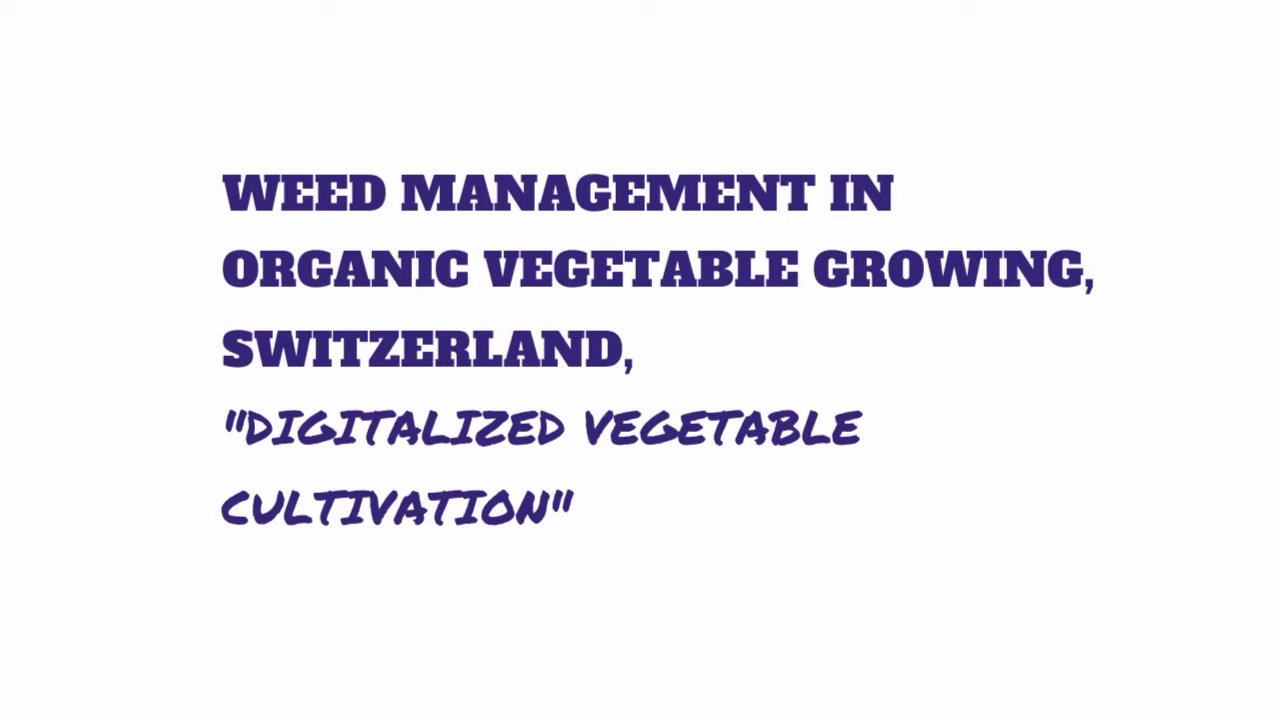 WEED MANAGEMENT IN
ORGANIC VEGETABLE GROWING,
SWITZERLAND,
"DIGITALIZED VEGETABLE
CULTIVATION"